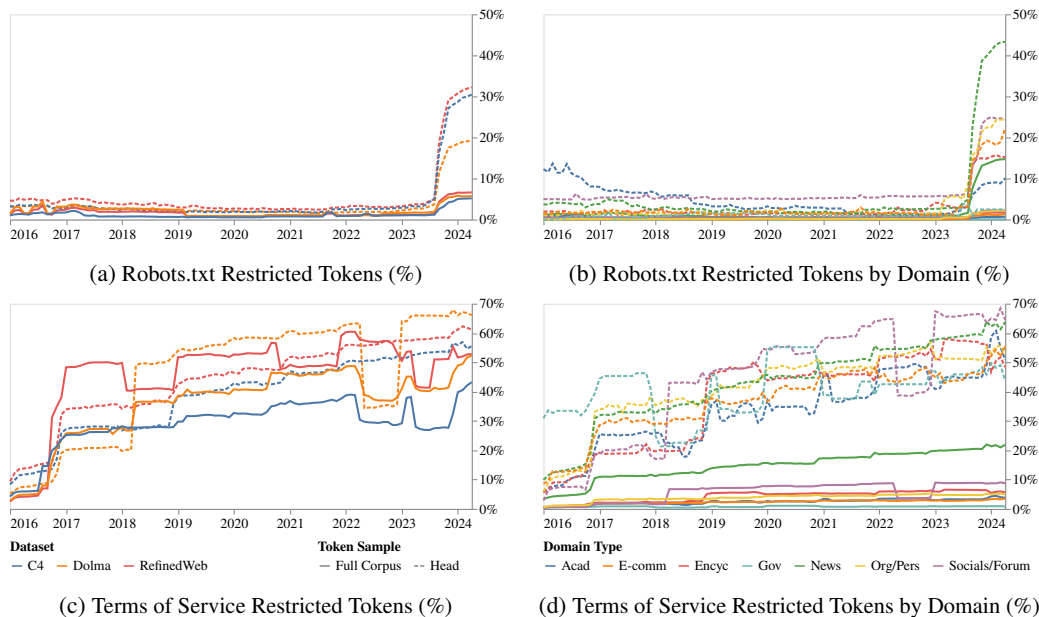 50%
40%
30%
20%
10%
0%
2016 2017 2018 2019 2020 2021 2022 2023 2024
(a) Robots.txt Restricted Tokens (%)
50%
40%
30%
20%
10%
0%
2016 2017 2018 2019 2020 2021 2022 2023 2024
(b) Robots.txt Restricted Tokens by Domain (%)
70%
60%
50%
40%
30%
20%
10%
0%
2016 2017 2018 2019 2020 2021 2022 2023 2024
Dataset Token Sample
C4 Dolma RefinedWeb Full Corpus Head
(c) Terms of Service Restricted Tokens (%)
70%
60%
50%
40%
30%
20%
10%
0%
2016 2017 2018 2019 2020 2021 2022 2023 2024
Domain Type
Acad E-comm Encyc Gov News Org/Pers Socials/Forum
(d) Terms of Service Restricted Tokens by Domain (%)